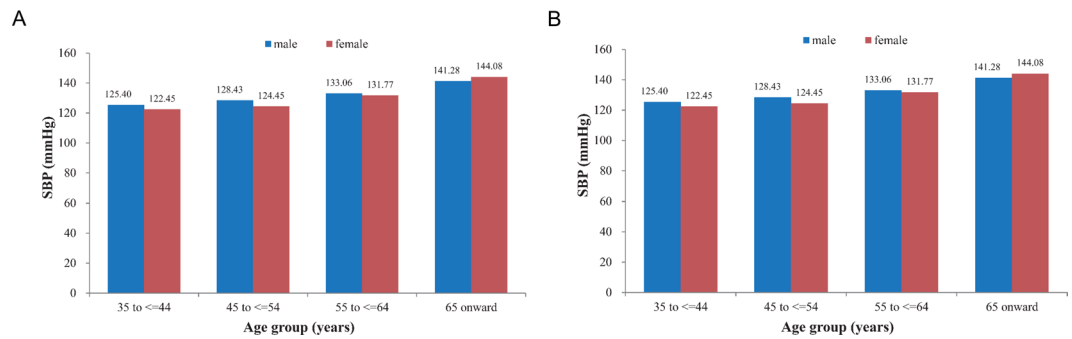 A
male female
160
140
120
100
80
60
40
20
0
SBP (mmHg)
125.40 122.45 128.43 124.45 133.06 131.77 141.28 144.08
35 to <=44 45 to <=54 55 to <=64 65 onward
Age group (years)
B
male female
160
140
120
100
80
60
40
20
0
SBP (mmHg)
125.40 122.45 128.43 124.45 133.06 131.77 141.28 144.08
35 to <=44 45 to <=54 55 to <=64 65 onward
Age group (years)